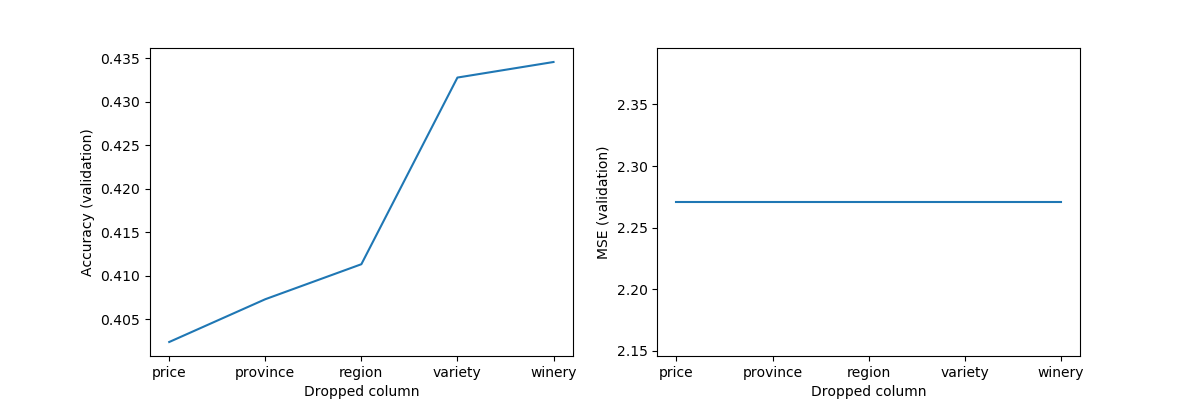 0.435
0.430
0.425
0.420
0.415
0.410
0.405
Accuracy (validation)
price province region variety winery
Dropped column
2.35
2.30
2.25
2.20
2.15
MSE (validation)
price province region variety winery
Dropped column